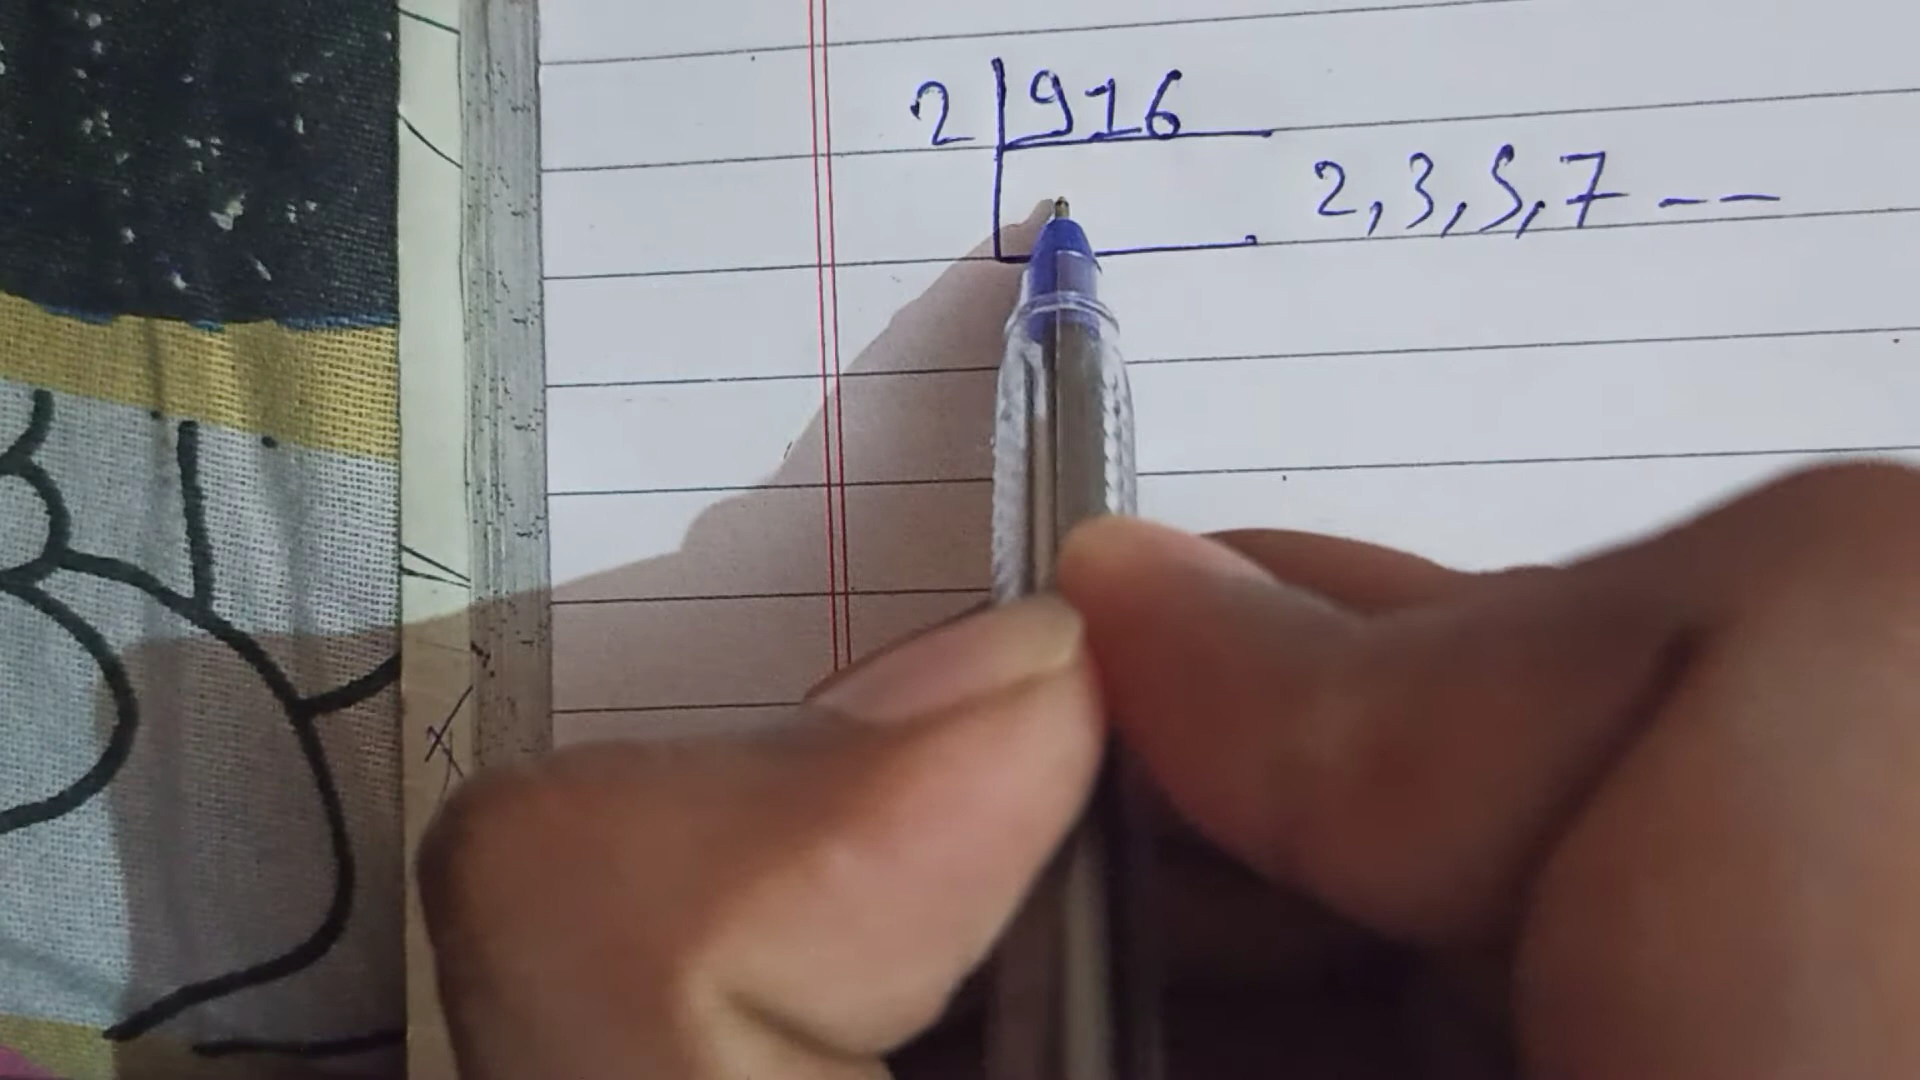 2 | 916
2, 3, 5, 7 - -